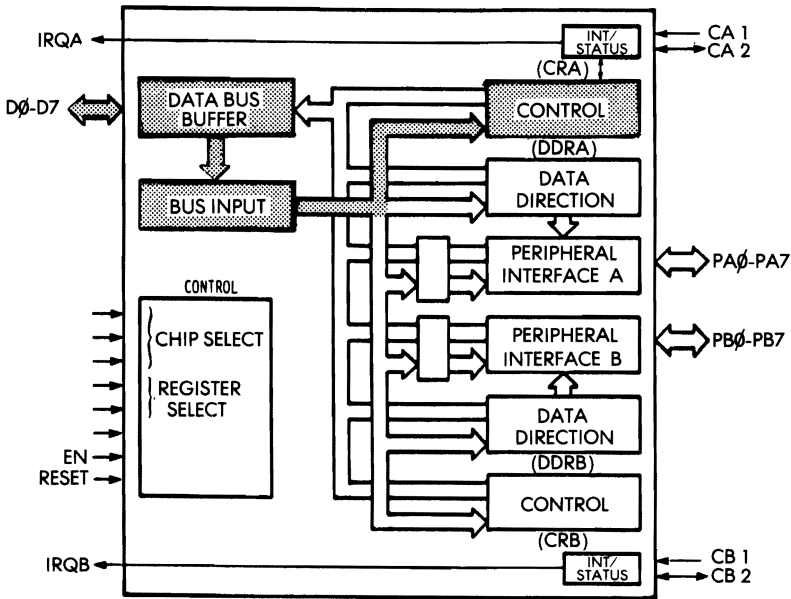 IRQA
INT/
STATUS
CA 1
CA 2
(CRA)
DØ-D7
DATA BUS
BUFFER
CONTROL
(DDRA)
DATA
DIRECTION
BUS INPUT
PERIPHERAL
INTERFACE A
PAØ-PA7
CONTROL
CHIP SELECT
REGISTER
SELECT
PERIPHERAL
INTERFACE B
PBØ-PB7
DATA
DIRECTION
(DDRB)
EN
RESET
CONTROL
(CRB)
IRQB
INT/
STATUS
CB 1
CB 2